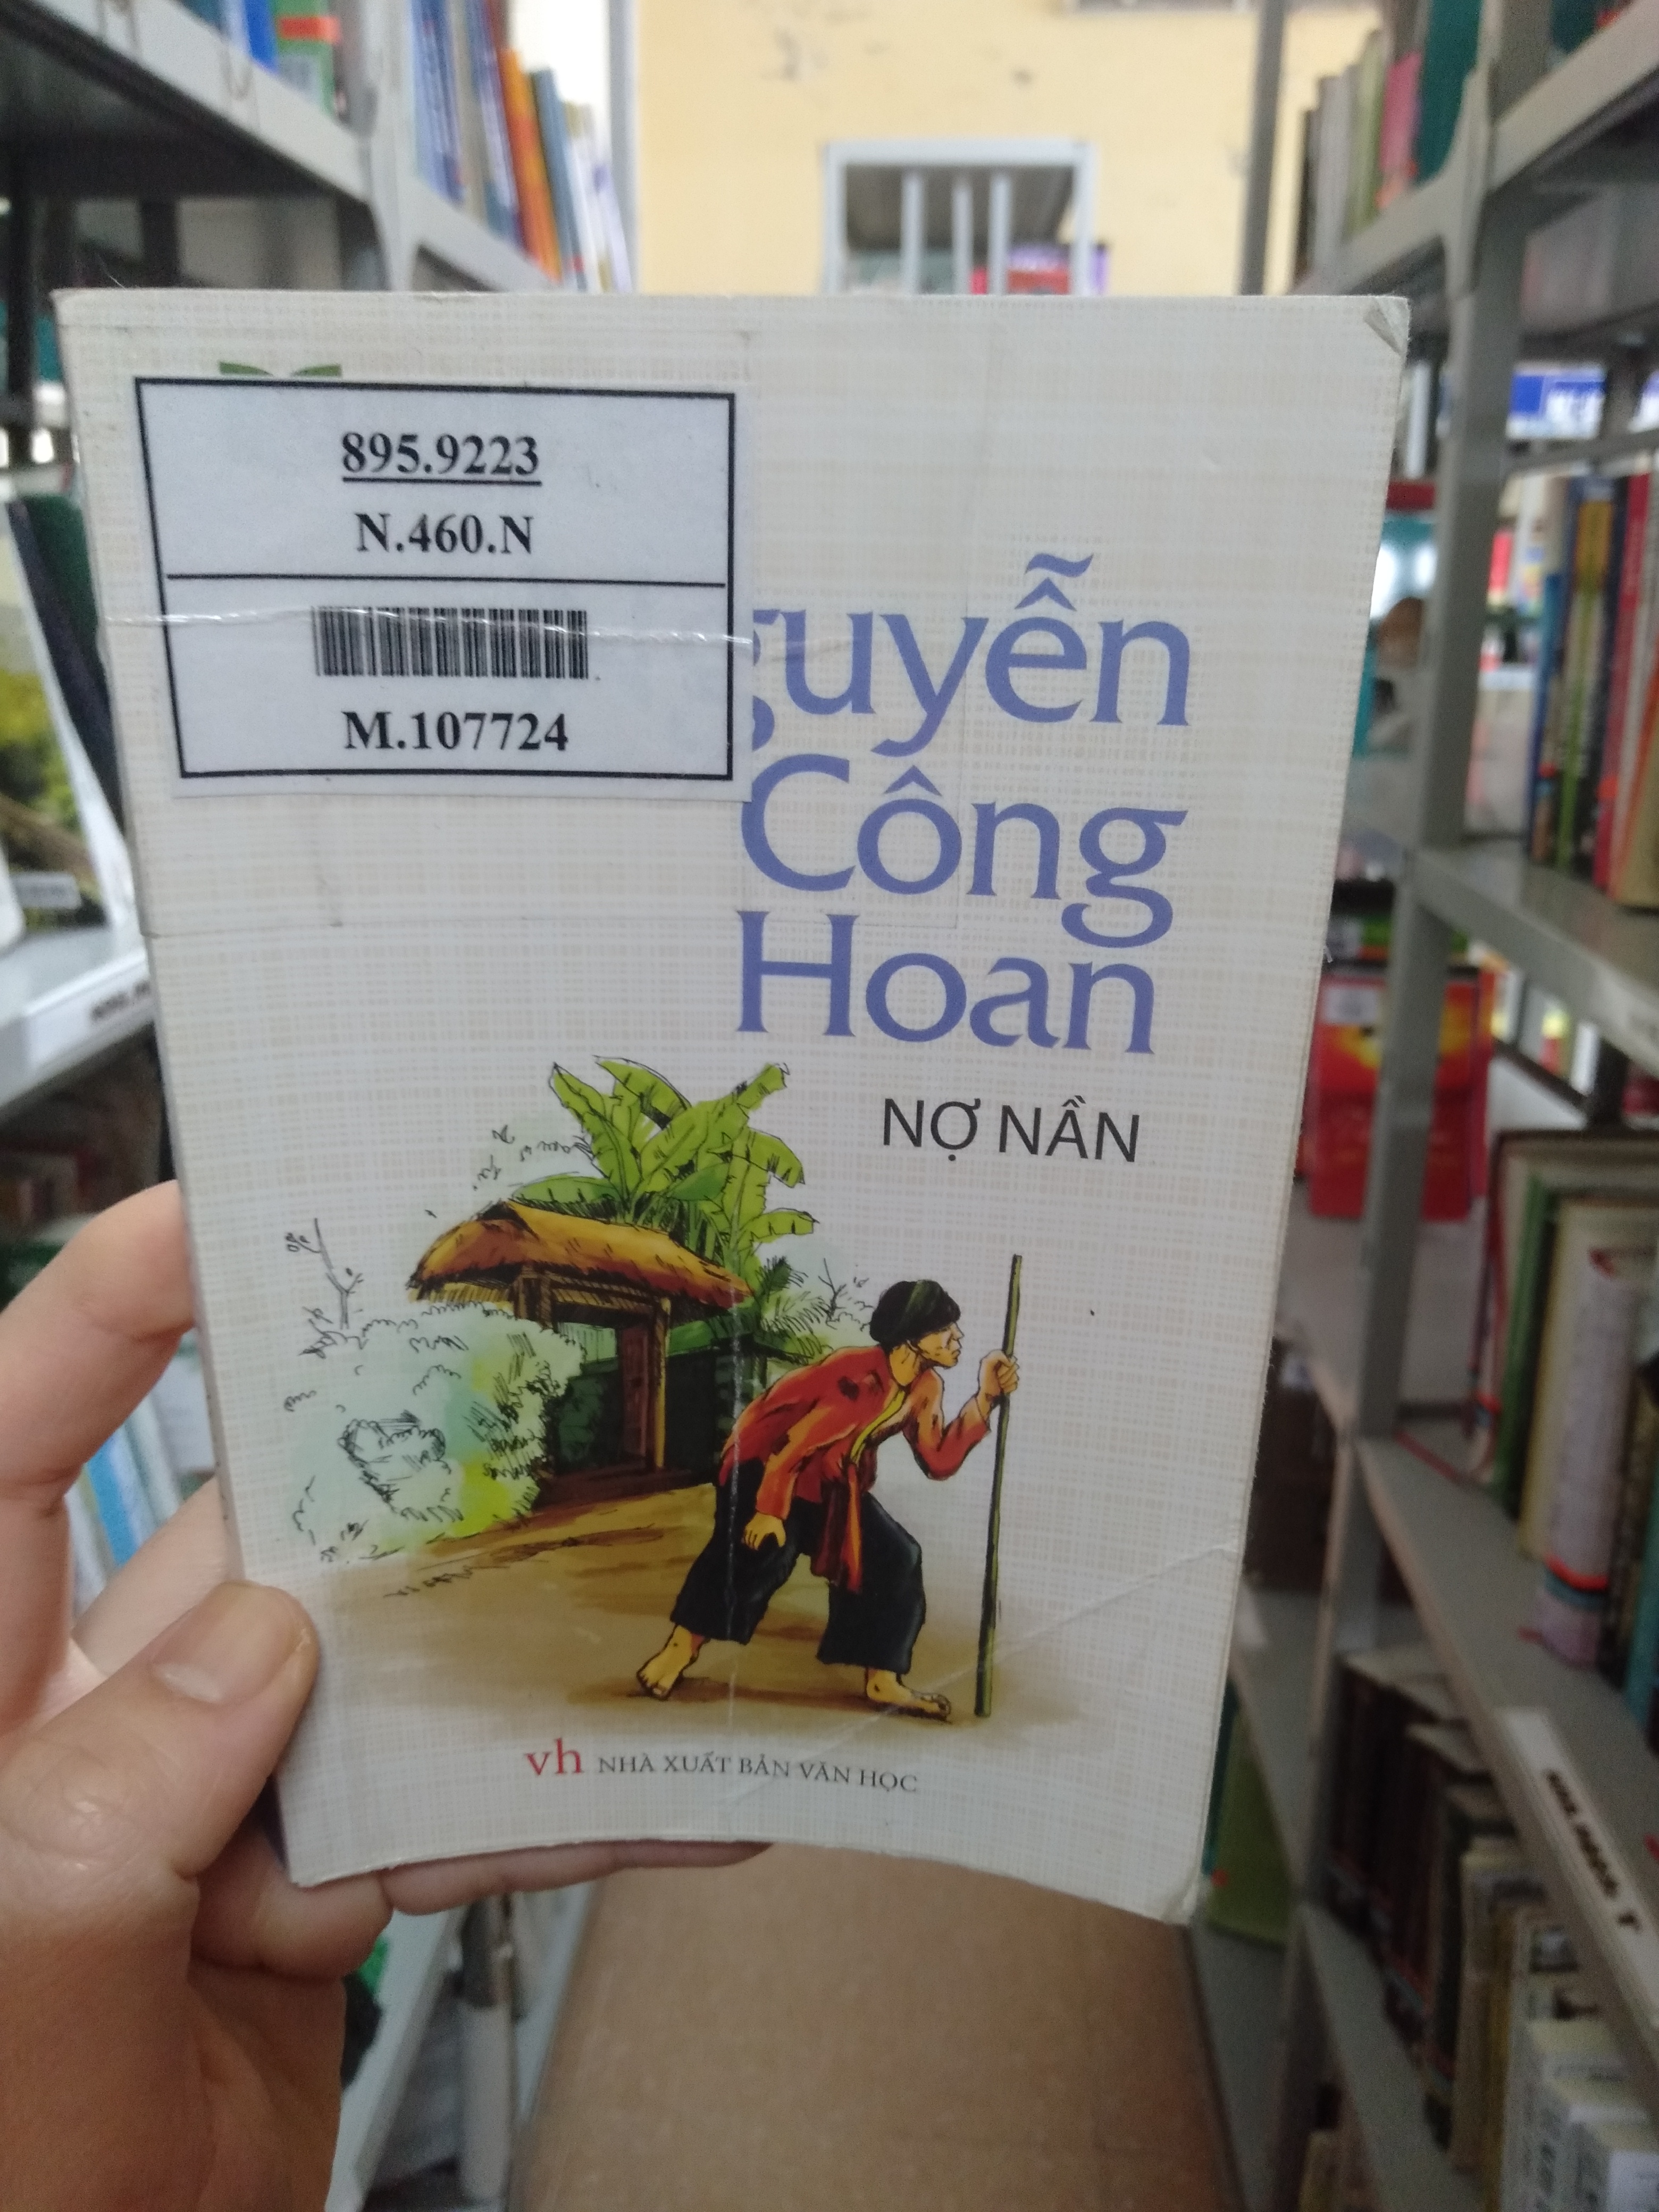 895.9223
N.460.N
M.107724
guyễn
Công
Hoan
NỢ NẦN
vh NHÀ XUẤT BẢN VĂN HỌC